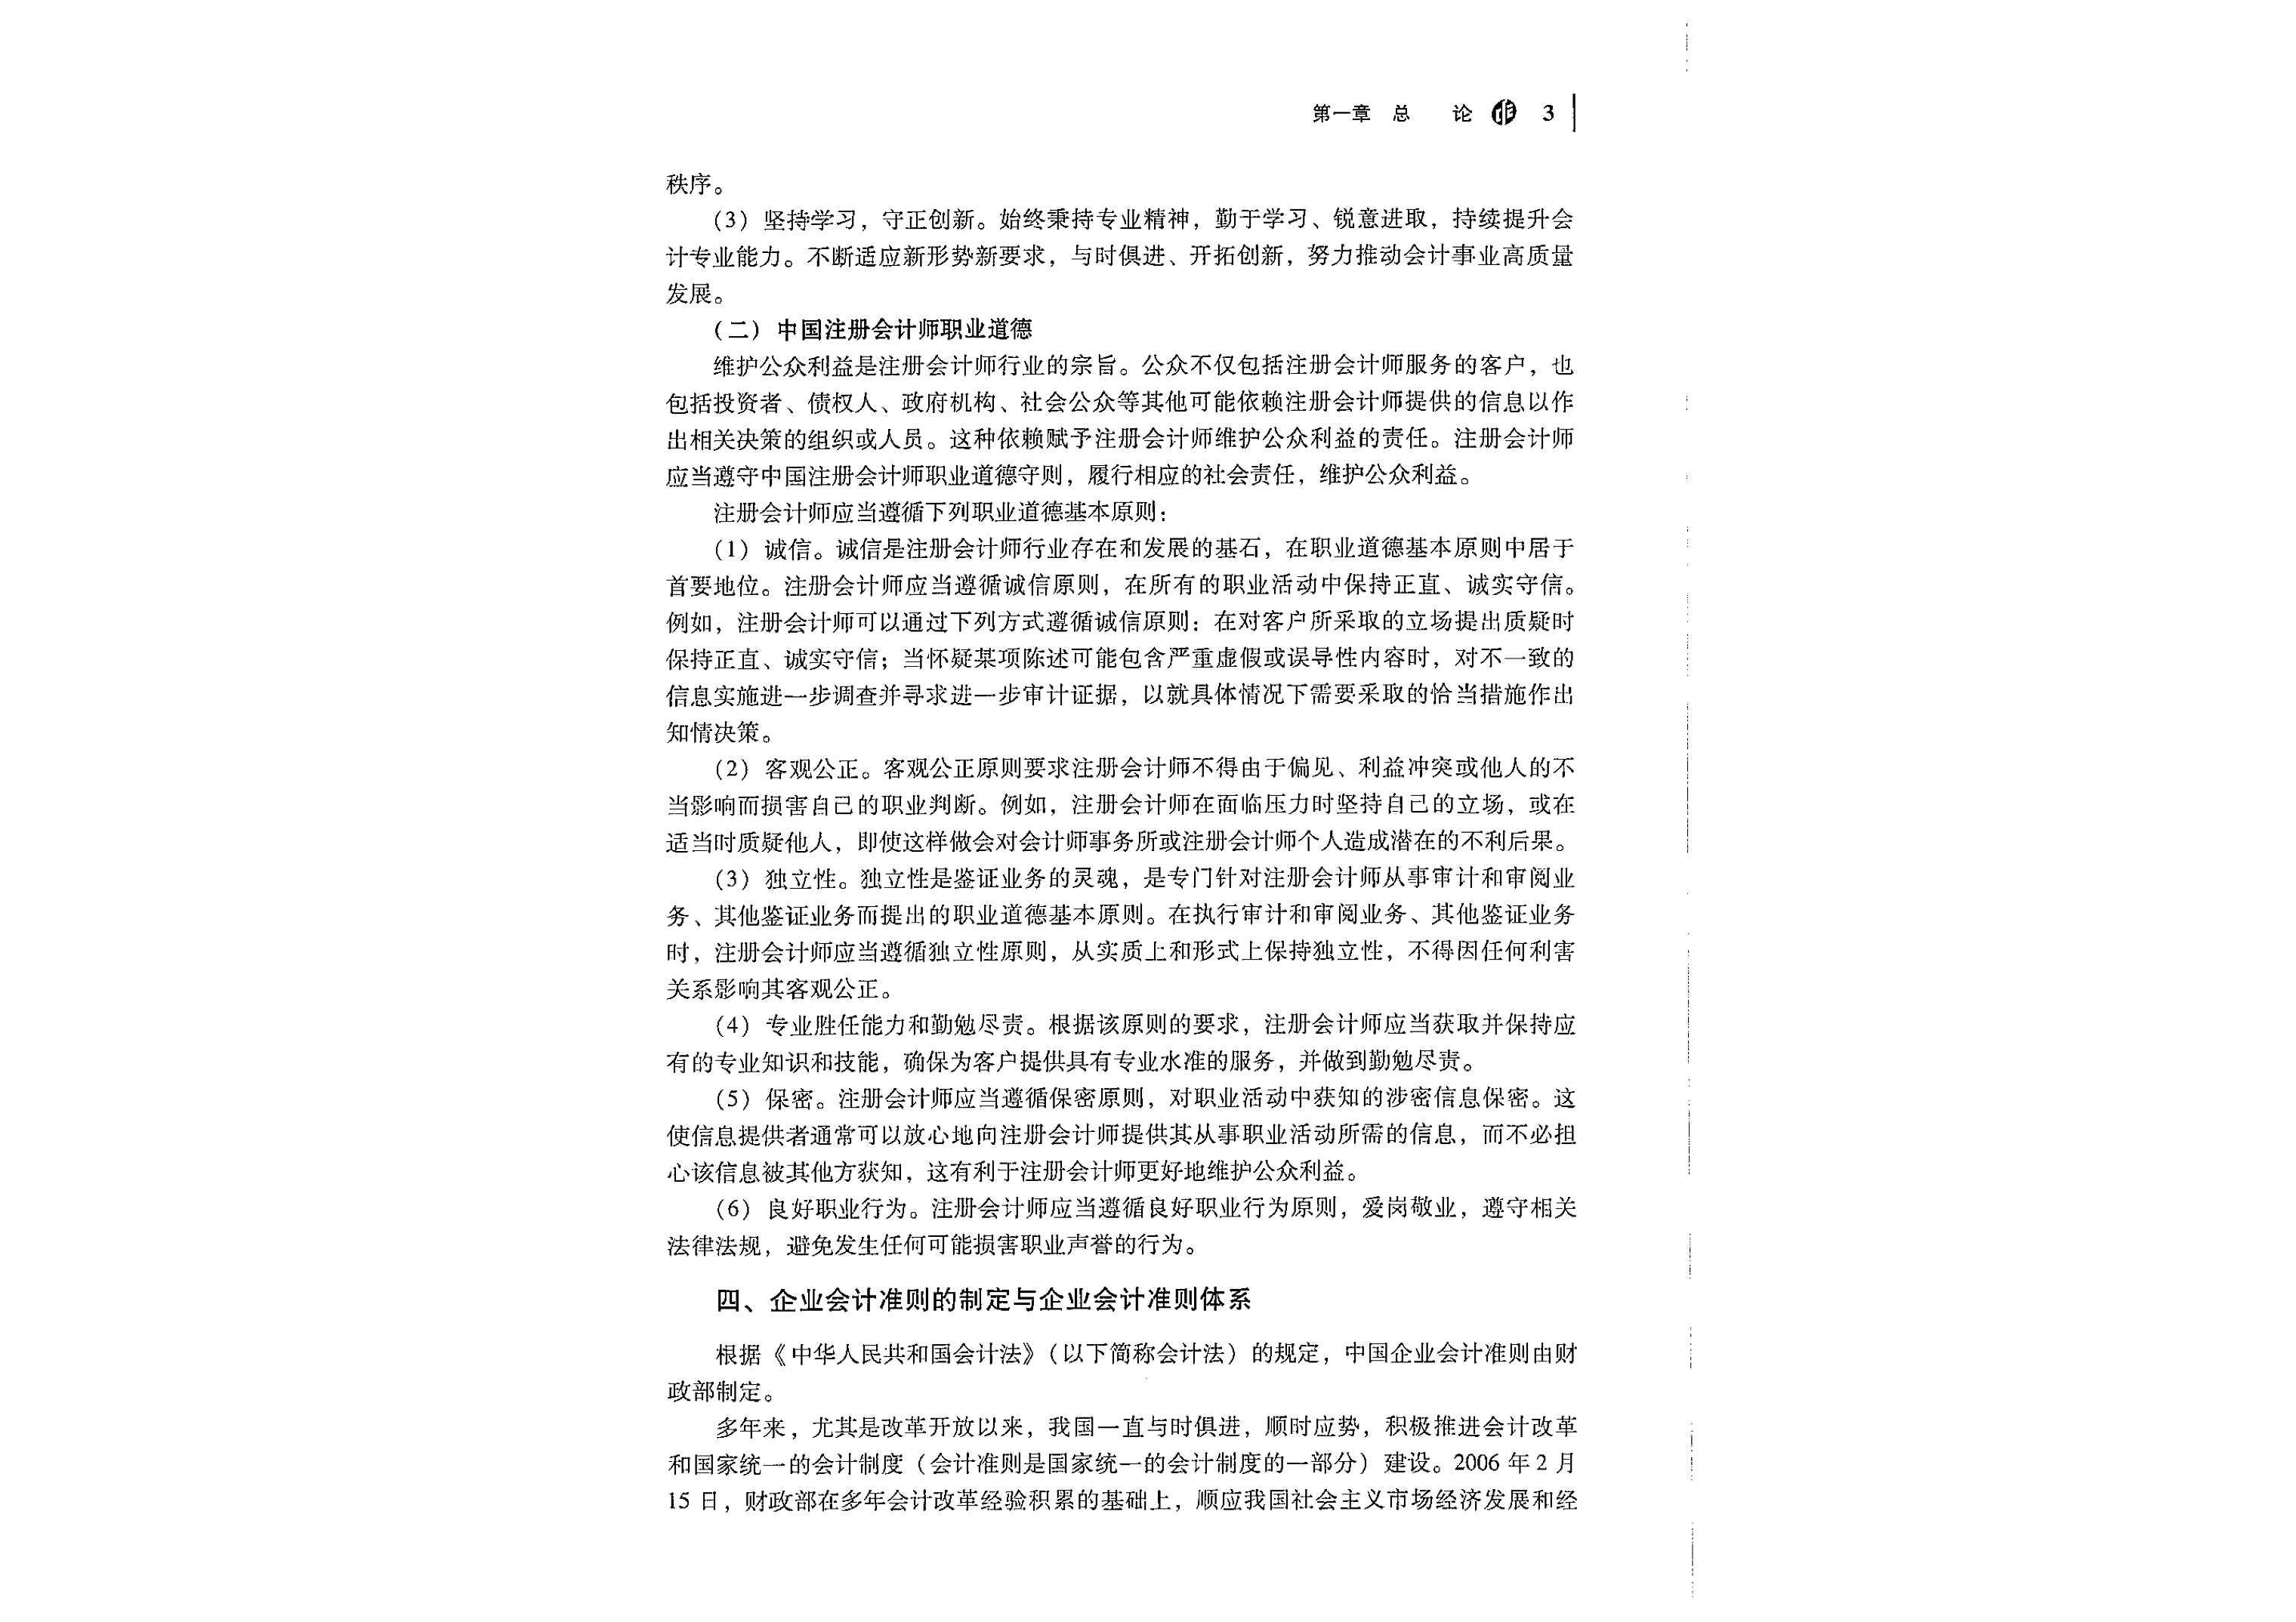 第一章 总 论 3
秩序。
（3）坚持学习，守正创新。始终秉持专业精神，勤于学习、锐意进取，持续提升会
计专业能力。不断适应新形势新要求，与时俱进、开拓创新，努力推动会计事业高质量
发展。
（二）中国注册会计师职业道德
维护公众利益是注册会计师行业的宗旨。公众不仅包括注册会计师服务的客户，也
包括投资者、债权人、政府机构、社会公众等其他可能依赖注册会计师提供的信息以作
出相关决策的组织或人员。这种依赖赋予注册会计师维护公众利益的责任。注册会计师
应当遵守中国注册会计师职业道德守则，履行相应的社会责任，维护公众利益。
注册会计师应当遵循下列职业道德基本原则：
（1）诚信。诚信是注册会计师行业存在和发展的基石，在职业道德基本原则中居于
首要地位。注册会计师应当遵循诚信原则，在所有的职业活动中保持正直、诚实守信。
例如，注册会计师可以通过下列方式遵循诚信原则：在对客户所采取的立场提出质疑时
保持正直、诚实守信；当怀疑某项陈述可能包含严重虚假或误导性内容时，对不一致的
信息实施进一步调查并寻求进一步审计证据，以就具体情况下需要采取的恰当措施作出
知情决策。
（2）客观公正。客观公正原则要求注册会计师不得由于偏见、利益冲突或他人的不
当影响而损害自己的职业判断。例如，注册会计师在面临压力时坚持自己的立场，或在
适当时质疑他人，即使这样做会对会计师事务所或注册会计师个人造成潜在的不利后果。
（3）独立性。独立性是鉴证业务的灵魂，是专门针对注册会计师从事审计和审阅业
务、其他鉴证业务而提出的职业道德基本原则。在执行审计和审阅业务、其他鉴证业务
时，注册会计师应当遵循独立性原则，从实质上和形式上保持独立性，不得因任何利害
关系影响其客观公正。
（4）专业胜任能力和勤勉尽责。根据该原则的要求，注册会计师应当获取并保持应
有的专业知识和技能，确保为客户提供具有专业水准的服务，并做到勤勉尽责。
（5）保密。注册会计师应当遵循保密原则，对职业活动中获知的涉密信息保密。这
使信息提供者通常可以放心地向注册会计师提供其从事职业活动所需的信息，而不必担
心该信息被其他方获知，这有利于注册会计师更好地维护公众利益。
（6）良好职业行为。注册会计师应当遵循良好职业行为原则，爱岗敬业，遵守相关
法律法规，避免发生任何可能损害职业声誉的行为。
四、企业会计准则的制定与企业会计准则体系
根据《中华人民共和国会计法》（以下简称会计法）的规定，中国企业会计准则由财
政部制定。
多年来，尤其是改革开放以来，我国一直与时俱进，顺时应势，积极推进会计改革
和国家统一的会计制度（会计准则是国家统一的会计制度的一部分）建设。2006 年 2 月
15 日，财政部在多年会计改革经验积累的基础上，顺应我国社会主义市场经济发展和经